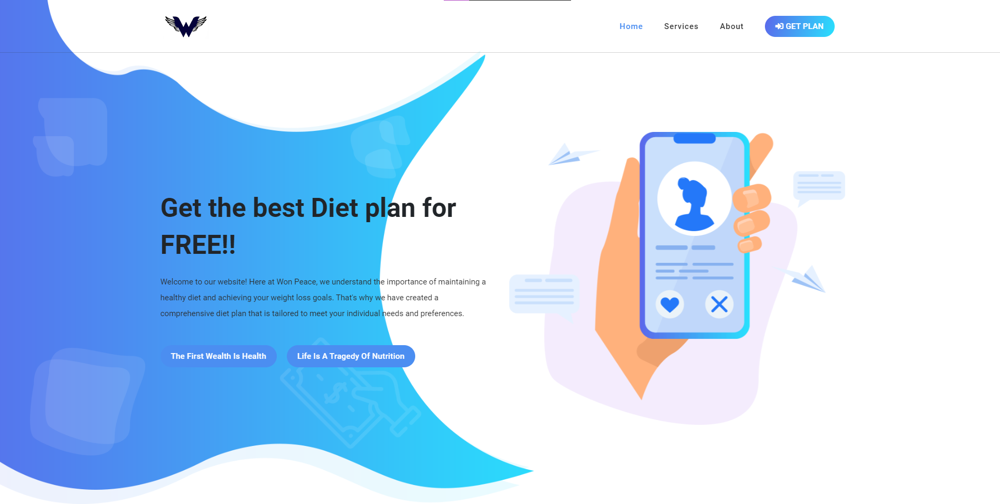 W
Home Services About GET PLAN
Get the best Diet plan for
FREE!!
Welcome to our website! Here at Won Peace, we understand the importance of maintaining a
healthy diet and achieving your weight loss goals. That's why we have created a
comprehensive diet plan that is tailored to meet your individual needs and preferences.
The First Wealth Is Health Life Is A Tragedy Of Nutrition
$